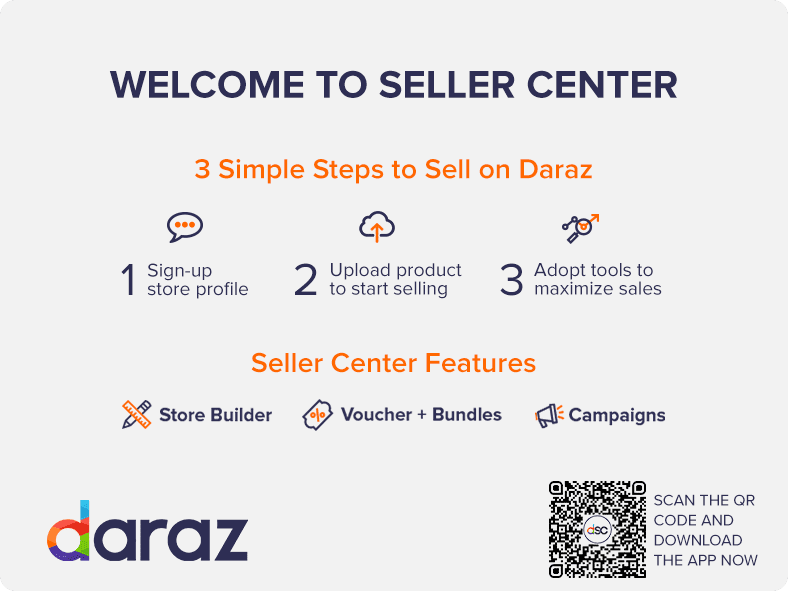 WELCOME TO SELLER CENTER
3 Simple Steps to Sell on Daraz
1 Sign-up
store profile
2 Upload product
to start selling
3 Adopt tools to
maximize sales
Seller Center Features
Store Builder
Voucher + Bundles
Campaigns
daraz
dsc
SCAN THE QR
CODE AND
DOWNLOAD
THE APP NOW